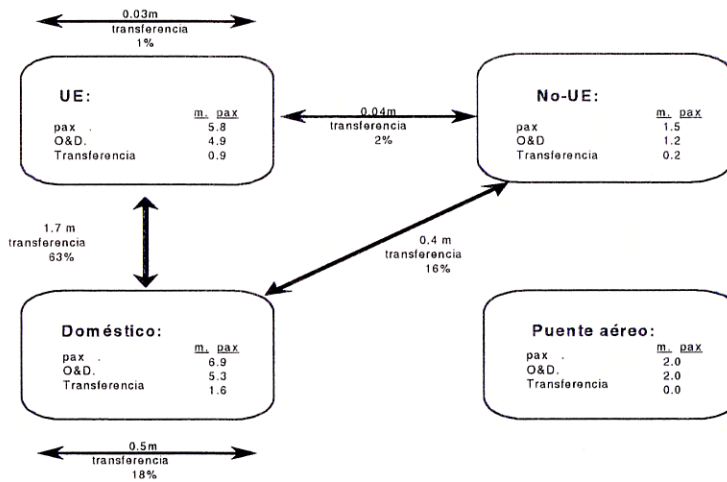 0.03m
transferencia
1%
UE:
m. pax
pax . 5.8
O&D. 4.9
Transferencia 0.9
0.04m
transferencia
2%
No-UE:
m. pax
pax 1.5
O&D 1.2
Transferencia 0.2
1.7 m
transferencia
63%
0.4 m
transferencia
16%
Doméstico:
m. pax
pax . 6.9
O&D. 5.3
Transferencia 1.6
Puente aéreo:
m. pax
pax . 2.0
O&D. 2.0
Transferencia 0.0
0.5m
transferencia
18%